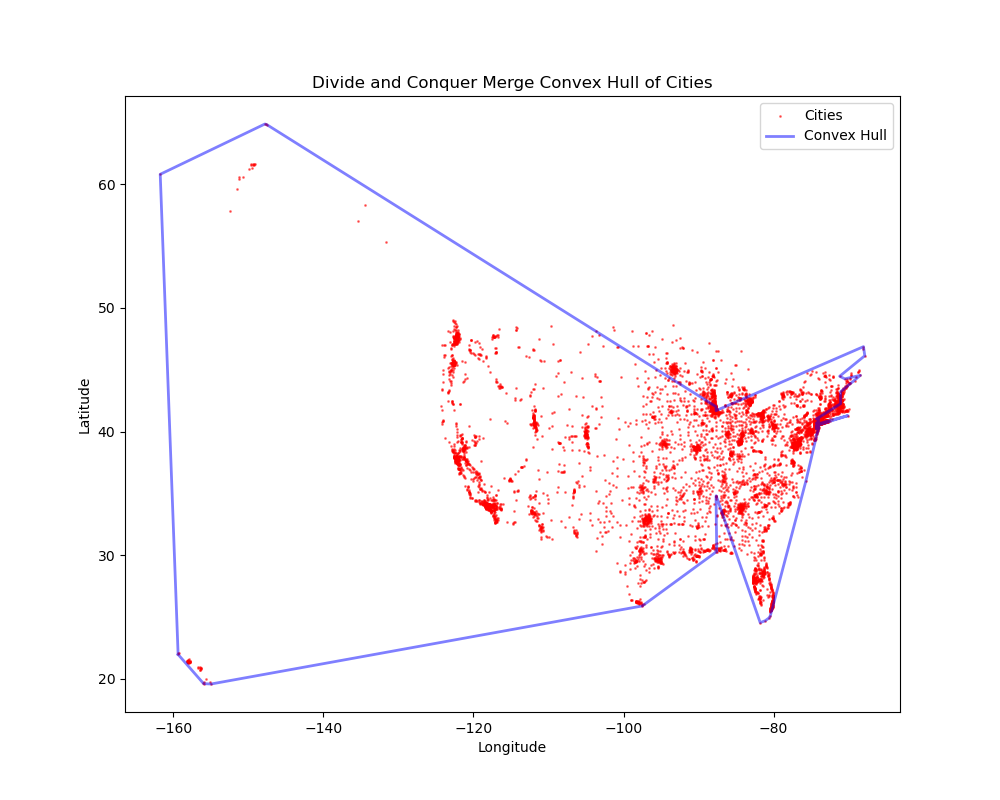 Divide and Conquer Merge Convex Hull of Cities
Cities
Convex Hull
60
50
40
30
20
Latitude
−160
−140
−120
−100
−80
Longitude